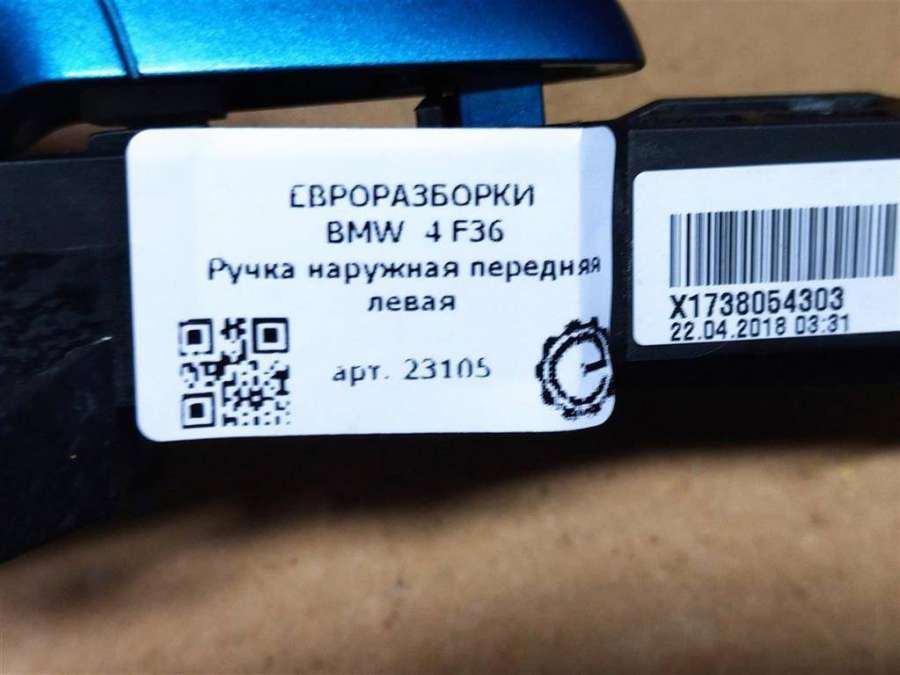 ЕВРОРАЗБОРКИ
BMW 4 F36
Ручка наружная передняя
левая
арт. 23105
X1738054303
22.04.2018 03:31